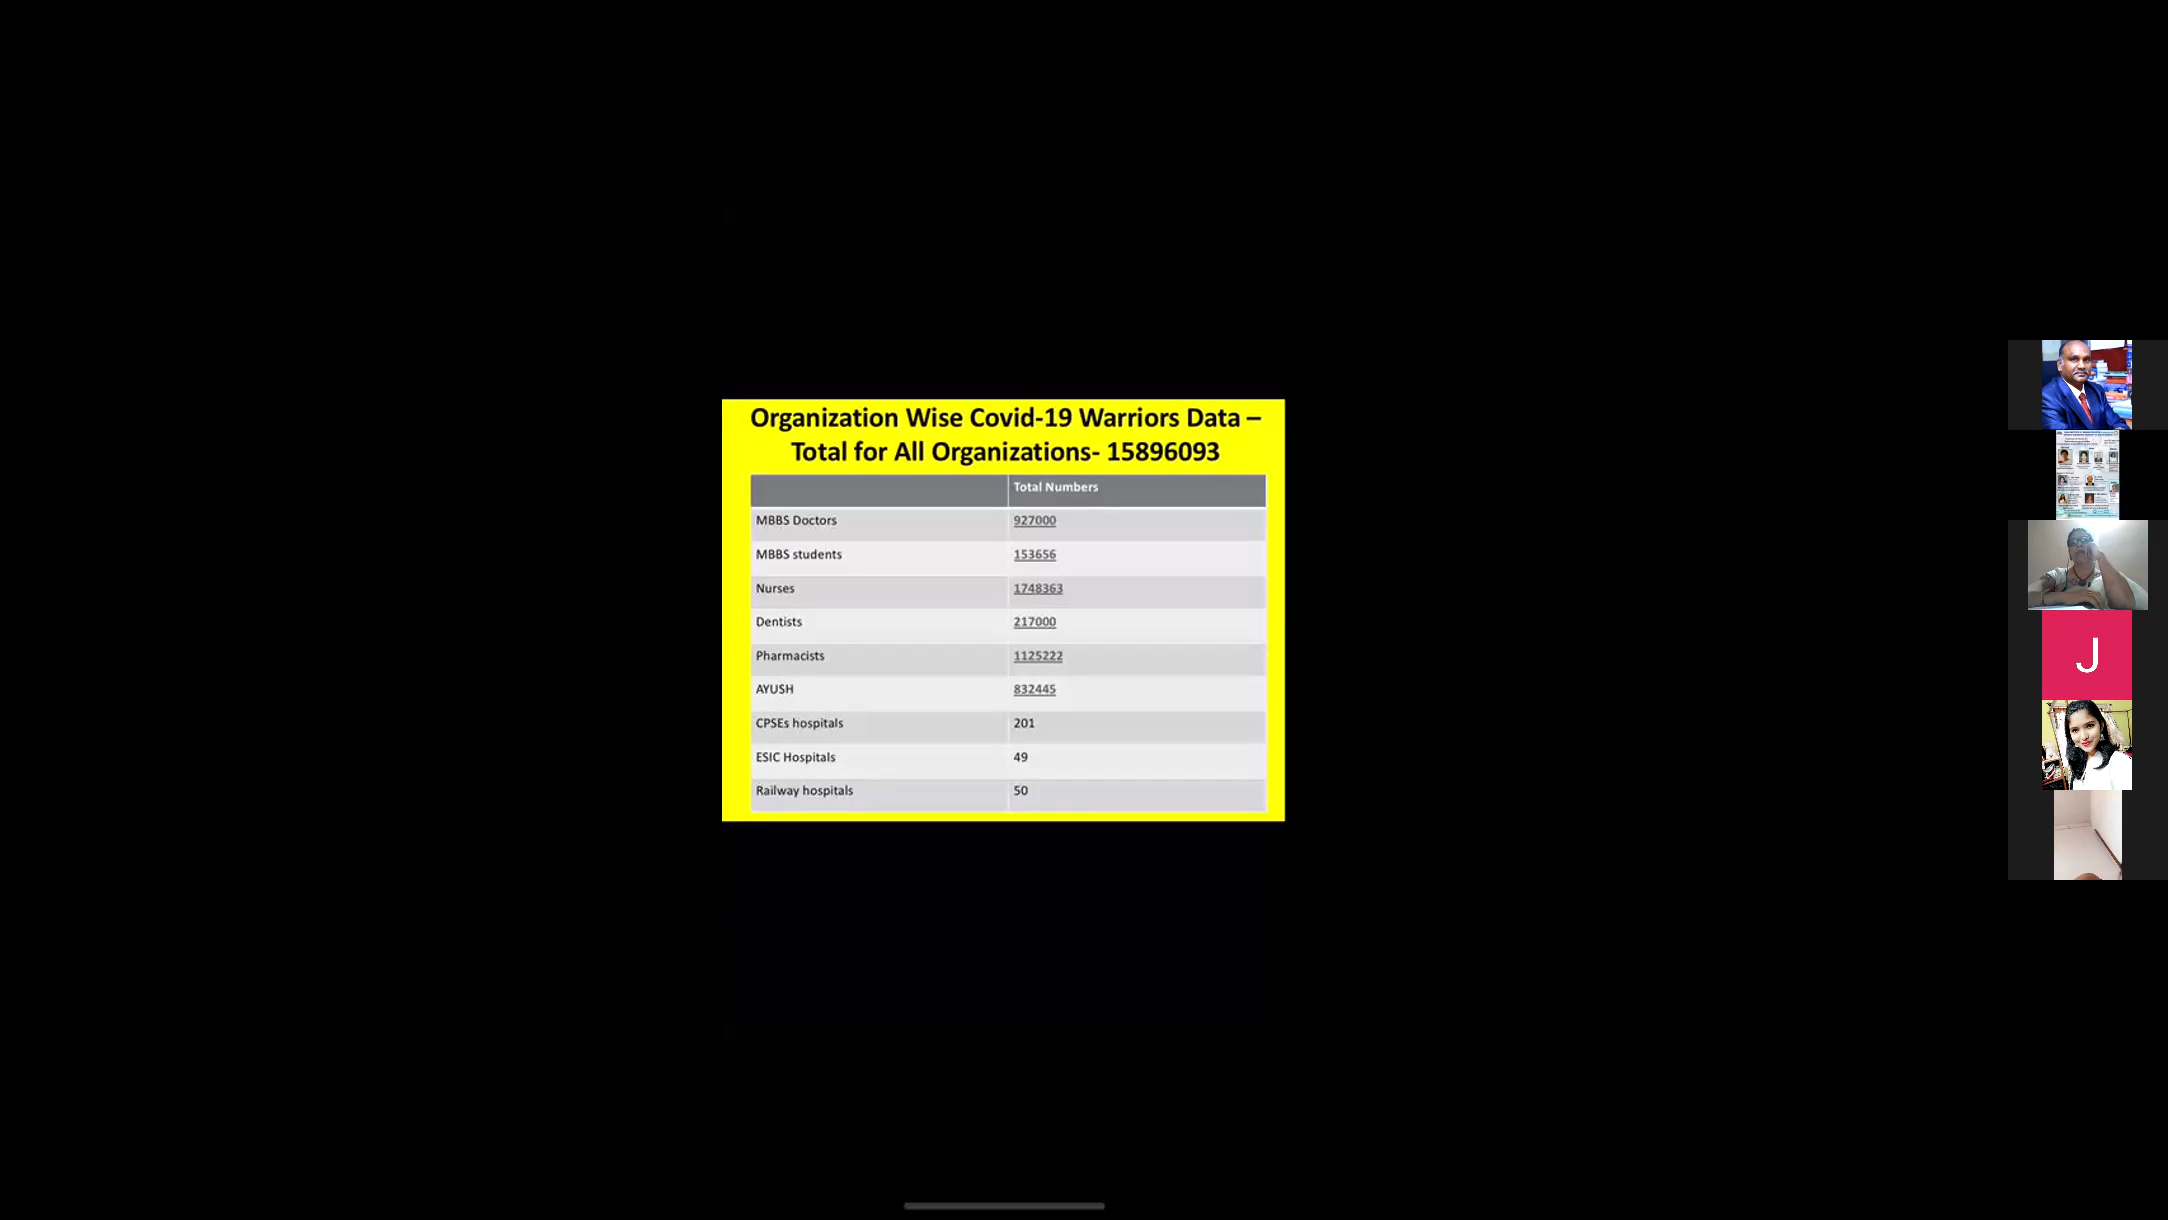 Organization Wise Covid-19 Warriors Data –
Total for All Organizations- 15896093
Total Numbers
MBBS Doctors 927000
MBBS students 153656
Nurses 1748363
Dentists 217000
Pharmacists 1125222
AYUSH 832445
CPSEs hospitals 201
ESIC Hospitals 49
Railway hospitals 50
J